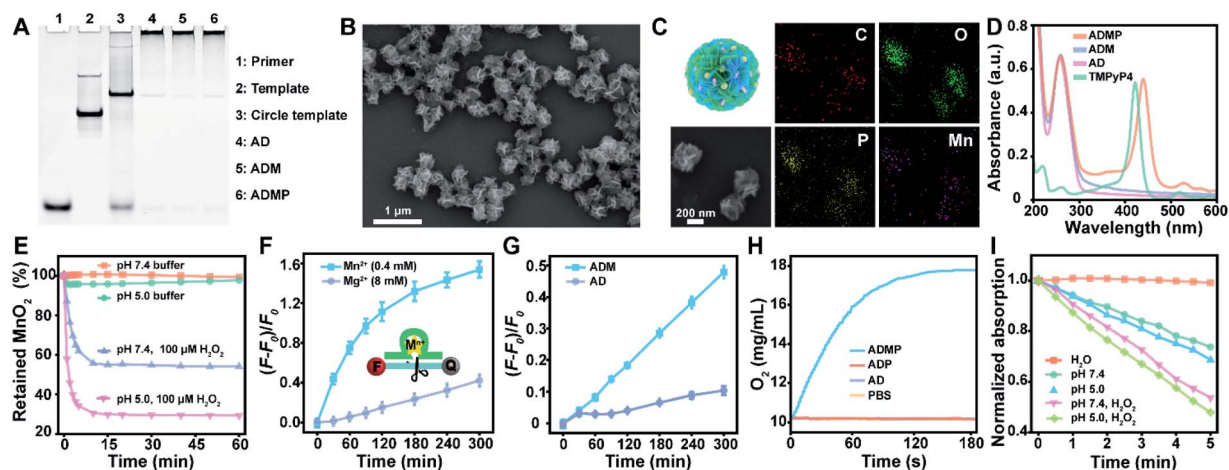 A
1 2 3 4 5 6
1: Primer
2: Template
3: Circle template
4: AD
5: ADM
6: ADMP
B
1 μm
C
C
O
200 nm
P
Mn
D
Absorbance (a.u.)
0.8
0.6
0.4
0.2
0
200 300 400 500 600
Wavelength (nm)
ADMP
ADM
AD
TMPyP4
E
Retained MnO₂ (%)
100
80
60
40
20
0 15 30 45 60
Time (min)
pH 7.4 buffer
pH 5.0 buffer
pH 7.4, 100 μM H₂O₂
pH 5.0, 100 μM H₂O₂
F
(F-F₀)/F₀
1.6
1.2
0.8
0.4
0.0
0 60 120 180 240 300
Time (min)
Mn²⁺ (0.4 mM)
Mg²⁺ (8 mM)
Mⁿ⁺
F
Q
G
(F-F₀)/F₀
0.5
0.4
0.3
0.2
0.1
0
0 60 120 180 240 300
Time (min)
ADM
AD
H
O₂ (mg/mL)
18
16
14
12
10
0 60 120 180
Time (s)
ADMP
ADP
AD
PBS
I
Normalized absorption
1.0
0.8
0.6
0.4
0 1 2 3 4 5
Time (min)
H₂O
pH 7.4
pH 5.0
pH 7.4, H₂O₂
pH 5.0, H₂O₂